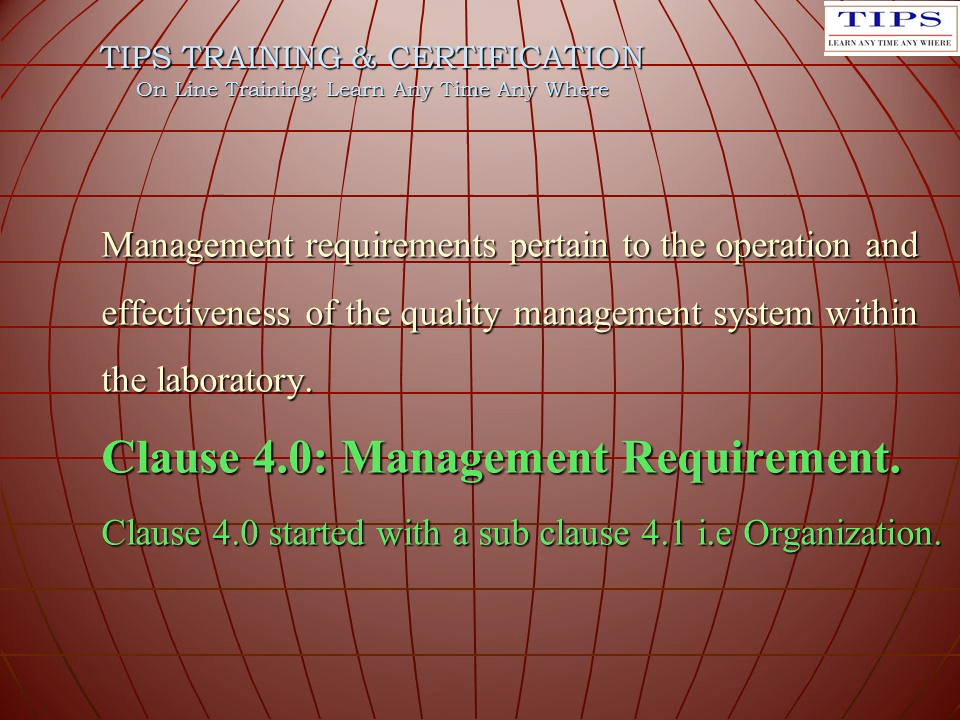 TIPS TRAINING & CERTIFICATION
On Line Training: Learn Any Time Any Where
TIPS
LEARN ANY TIME ANY WHERE
Management requirements pertain to the operation and
effectiveness of the quality management system within
the laboratory.
Clause 4.0: Management Requirement.
Clause 4.0 started with a sub clause 4.1 i.e Organization.